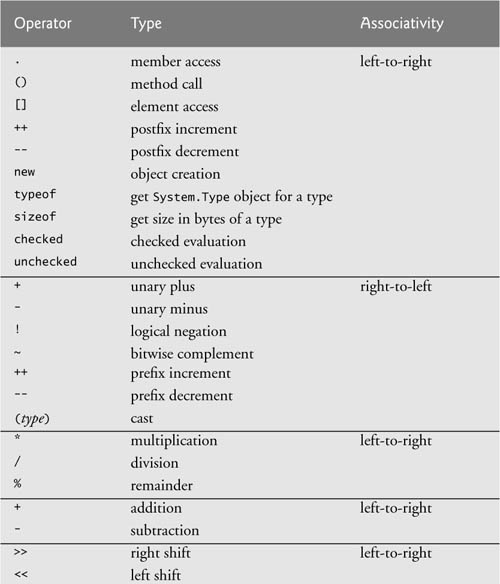 Operator Type Associativity
. member access left-to-right
() method call
[] element access
++ postfix increment
-- postfix decrement
new object creation
typeof get System.Type object for a type
sizeof get size in bytes of a type
checked checked evaluation
unchecked unchecked evaluation
+ unary plus right-to-left
- unary minus
! logical negation
~ bitwise complement
++ prefix increment
-- prefix decrement
(type) cast
* multiplication left-to-right
/ division
% remainder
+ addition left-to-right
- subtraction
>> right shift left-to-right
<< left shift